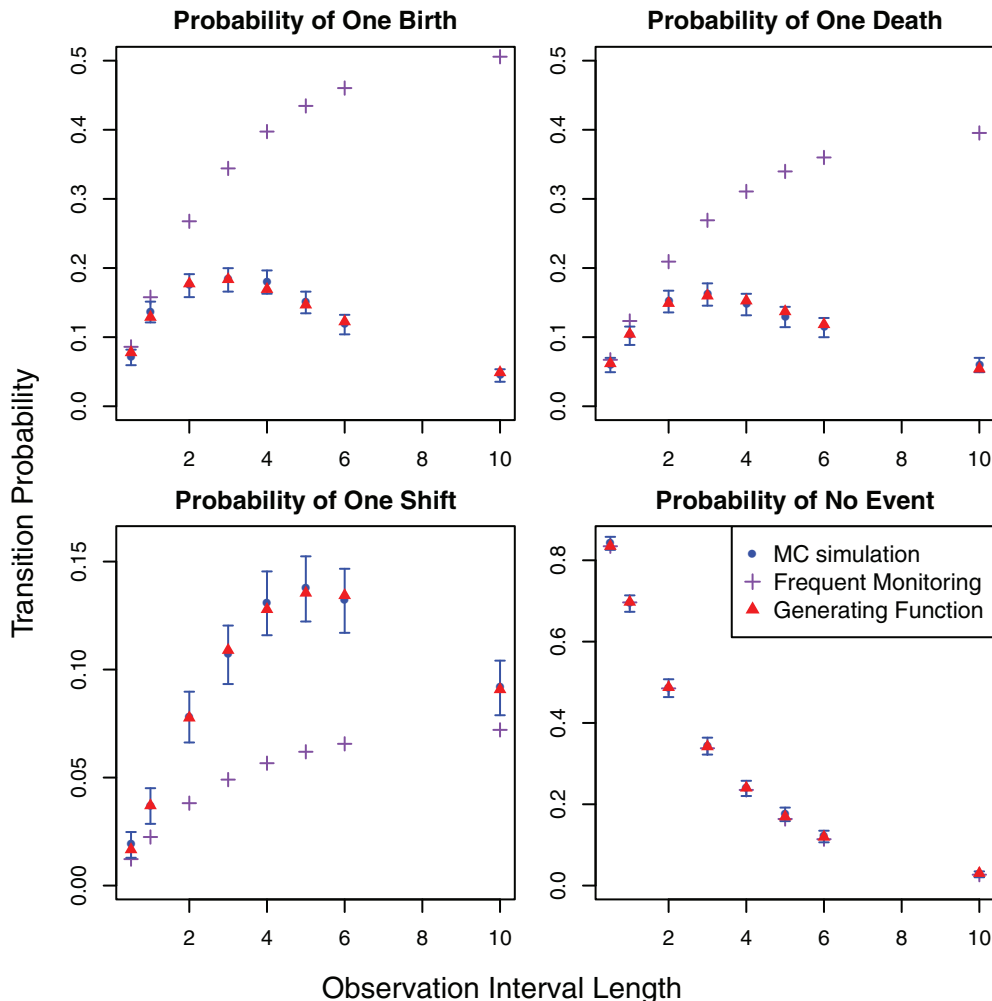 Probability of One Birth
0.0 0.1 0.2 0.3 0.4 0.5
2 4 6 8 10
Probability of One Death
0.0 0.1 0.2 0.3 0.4 0.5
2 4 6 8 10
Transition Probability
Probability of One Shift
0.00 0.05 0.10 0.15
2 4 6 8 10
Probability of No Event
0.0 0.2 0.4 0.6 0.8
MC simulation
Frequent Monitoring
Generating Function
2 4 6 8 10
Observation Interval Length